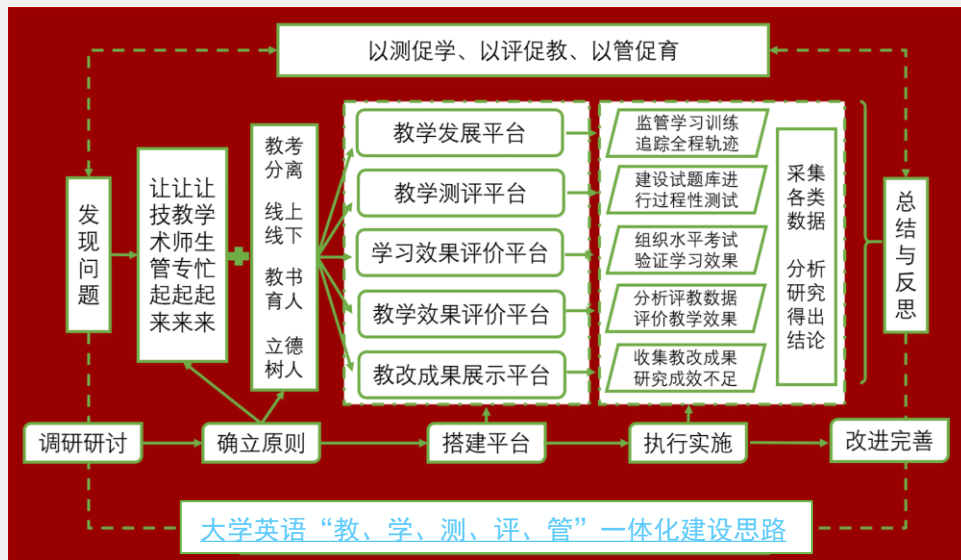 以测促学、以评促教、以管促育
发现问题
让技术管起来
让教师专起来
让学生忙起来
教考
分离
线上
线下
教书
育人
立德
树人
教学发展平台
教学测评平台
学习效果评价平台
教学效果评价平台
教改成果展示平台
监管学习训练
追踪全程轨迹
建设试题库进
行过程性测试
组织水平考试
验证学习效果
分析评教数据
评价教学效果
收集教改成果
研究成效不足
采集
各类
数据
分析
研究
得出
结论
总结与反思
调研研讨
确立原则
搭建平台
执行实施
改进完善
大学英语“教、学、测、评、管”一体化建设思路